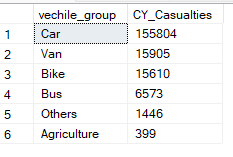 vechile_group CY_Casualties
1 Car 155804
2 Van 15905
3 Bike 15610
4 Bus 6573
5 Others 1446
6 Agriculture 399